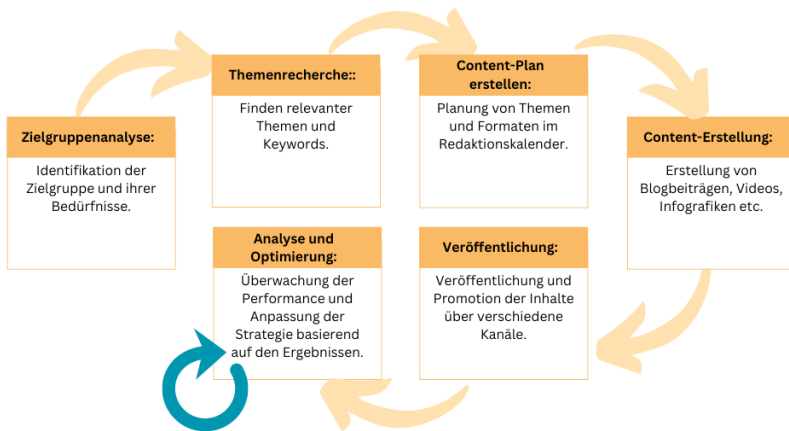 Zielgruppenanalyse:
Identifikation der
Zielgruppe und ihrer
Bedürfnisse.
Themenrecherche::
Finden relevanter
Themen und
Keywords.
Content-Plan
erstellen:
Planung von Themen
und Formaten im
Redaktionskalender.
Content-Erstellung:
Erstellung von
Blogbeiträgen, Videos,
Infografiken etc.
Veröffentlichung:
Veröffentlichung und
Promotion der Inhalte
über verschiedene
Kanäle.
Analyse und
Optimierung:
Überwachung der
Performance und
Anpassung der
Strategie basierend
auf den Ergebnissen.